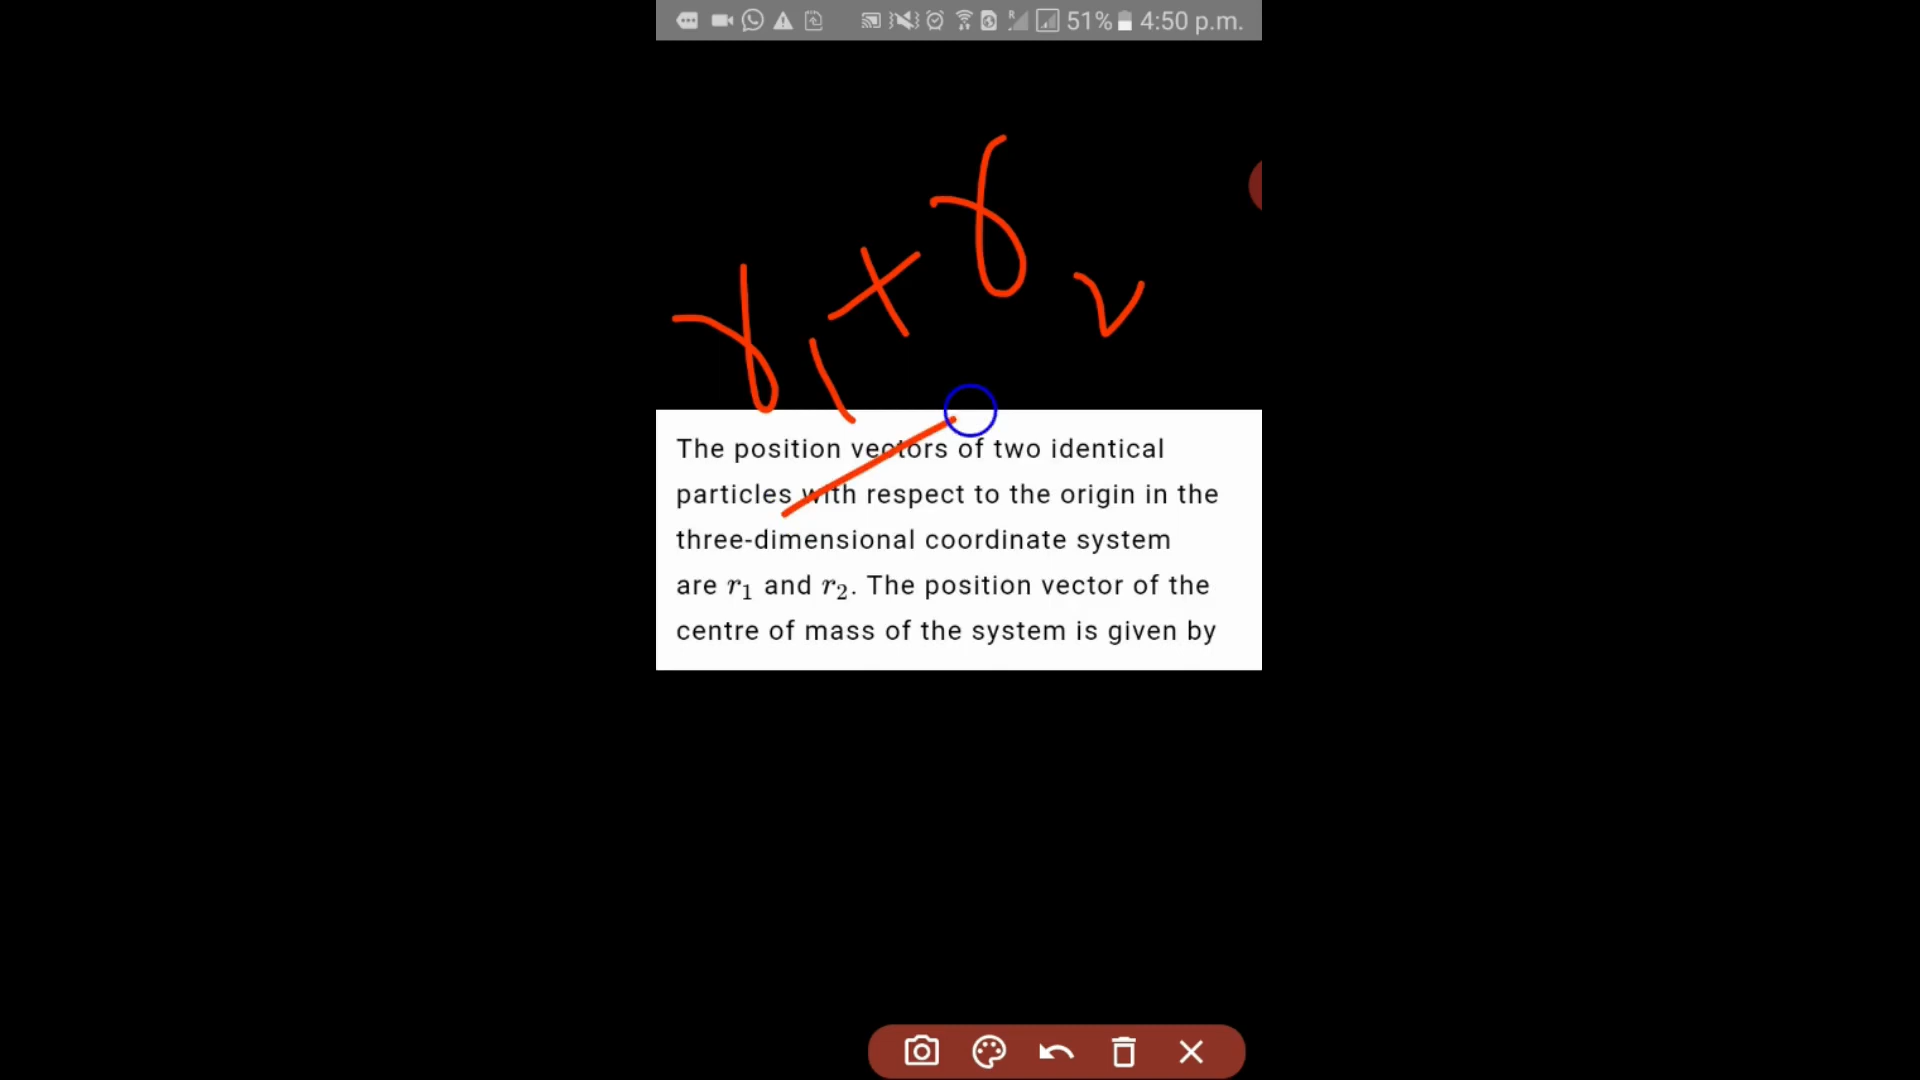 51% 4:50 p.m.
r₁ + r₂
The position vectors of two identical
particles with respect to the origin in the
three-dimensional coordinate system
are r₁ and r₂. The position vector of the
centre of mass of the system is given by